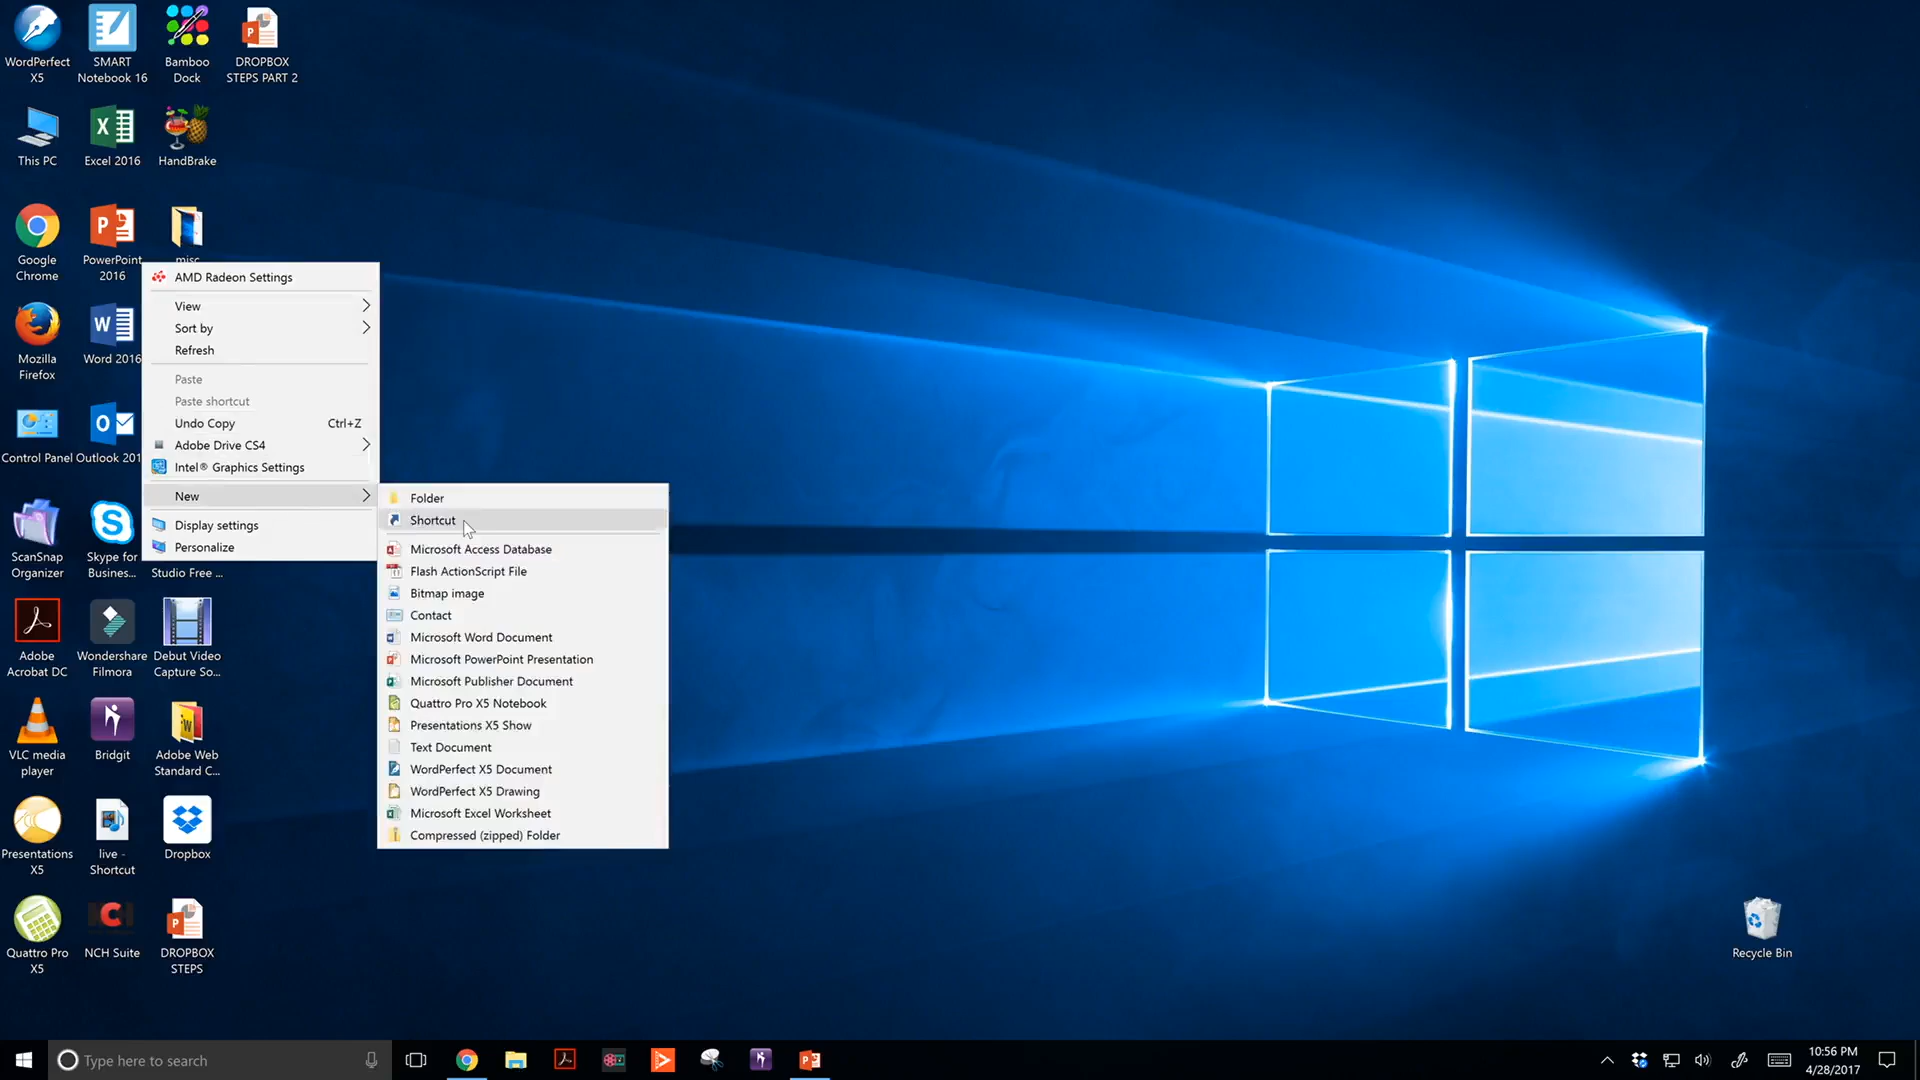 WordPerfect
X5
SMART
Notebook 16
Bamboo
Dock
DROPBOX
STEPS PART 2
This PC
Excel 2016
HandBrake
Google
Chrome
PowerPoint
2016
misc
Mozilla
Firefox
Word 2016
Control Panel
Outlook 201
ScanSnap
Organizer
Skype for
Busines...
Studio Free ...
Adobe
Acrobat DC
Wondershare
Filmora
Debut Video
Capture So...
VLC media
player
Bridgit
Adobe Web
Standard C...
Presentations
X5
live -
Shortcut
Dropbox
Quattro Pro
X5
NCH Suite
DROPBOX
STEPS
AMD Radeon Settings
View
Sort by
Refresh
Paste
Paste shortcut
Undo Copy Ctrl+Z
Adobe Drive CS4
Intel® Graphics Settings
New
Display settings
Personalize
Folder
Shortcut
Microsoft Access Database
Flash ActionScript File
Bitmap image
Contact
Microsoft Word Document
Microsoft PowerPoint Presentation
Microsoft Publisher Document
Quattro Pro X5 Notebook
Presentations X5 Show
Text Document
WordPerfect X5 Document
WordPerfect X5 Drawing
Microsoft Excel Worksheet
Compressed (zipped) Folder
Recycle Bin
Type here to search
10:56 PM
4/28/2017